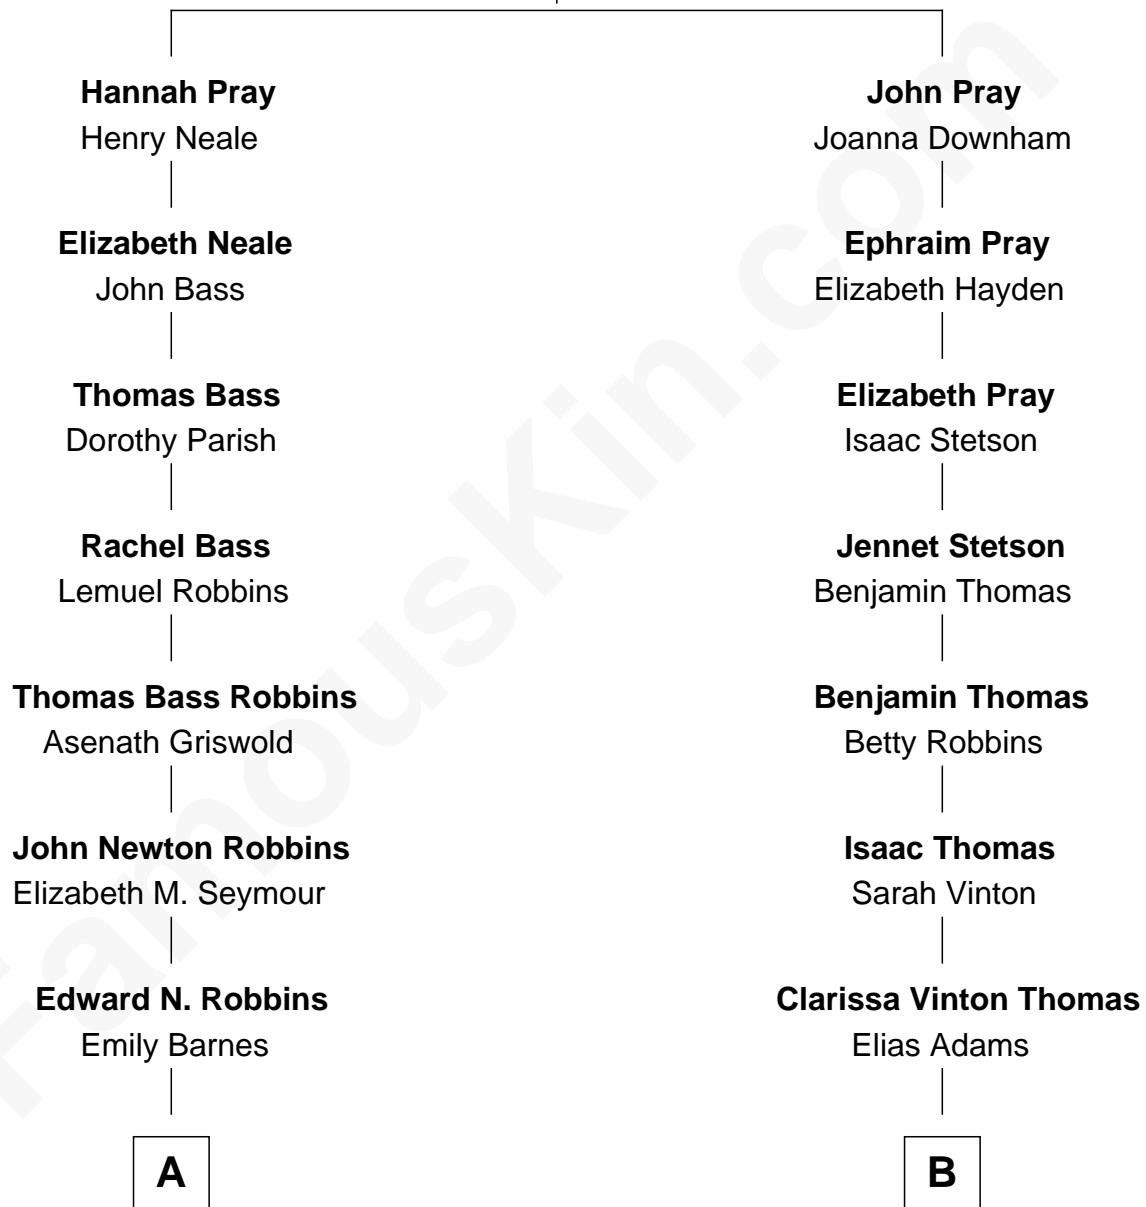 Hannah Pray
Henry Neale
John Pray
Joanna Downham
Elizabeth Neale
John Bass
Ephraim Pray
Elizabeth Hayden
Thomas Bass
Dorothy Parish
Elizabeth Pray
Isaac Stetson
Rachel Bass
Lemuel Robbins
Jennet Stetson
Benjamin Thomas
Thomas Bass Robbins
Asenath Griswold
Benjamin Thomas
Betty Robbins
John Newton Robbins
Elizabeth M. Seymour
Isaac Thomas
Sarah Vinton
Edward N. Robbins
Emily Barnes
Clarissa Vinton Thomas
Elias Adams
A
B
FamousKin.com